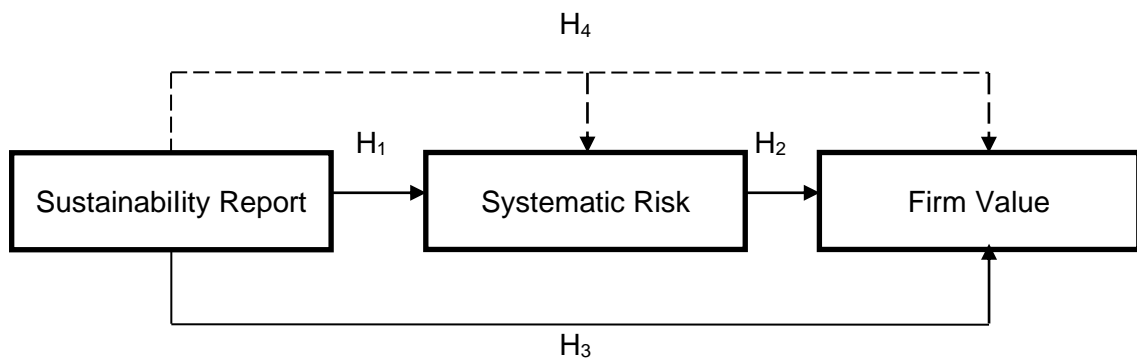 H₄
H₁
H₂
Sustainability Report
Systematic Risk
Firm Value
H₃